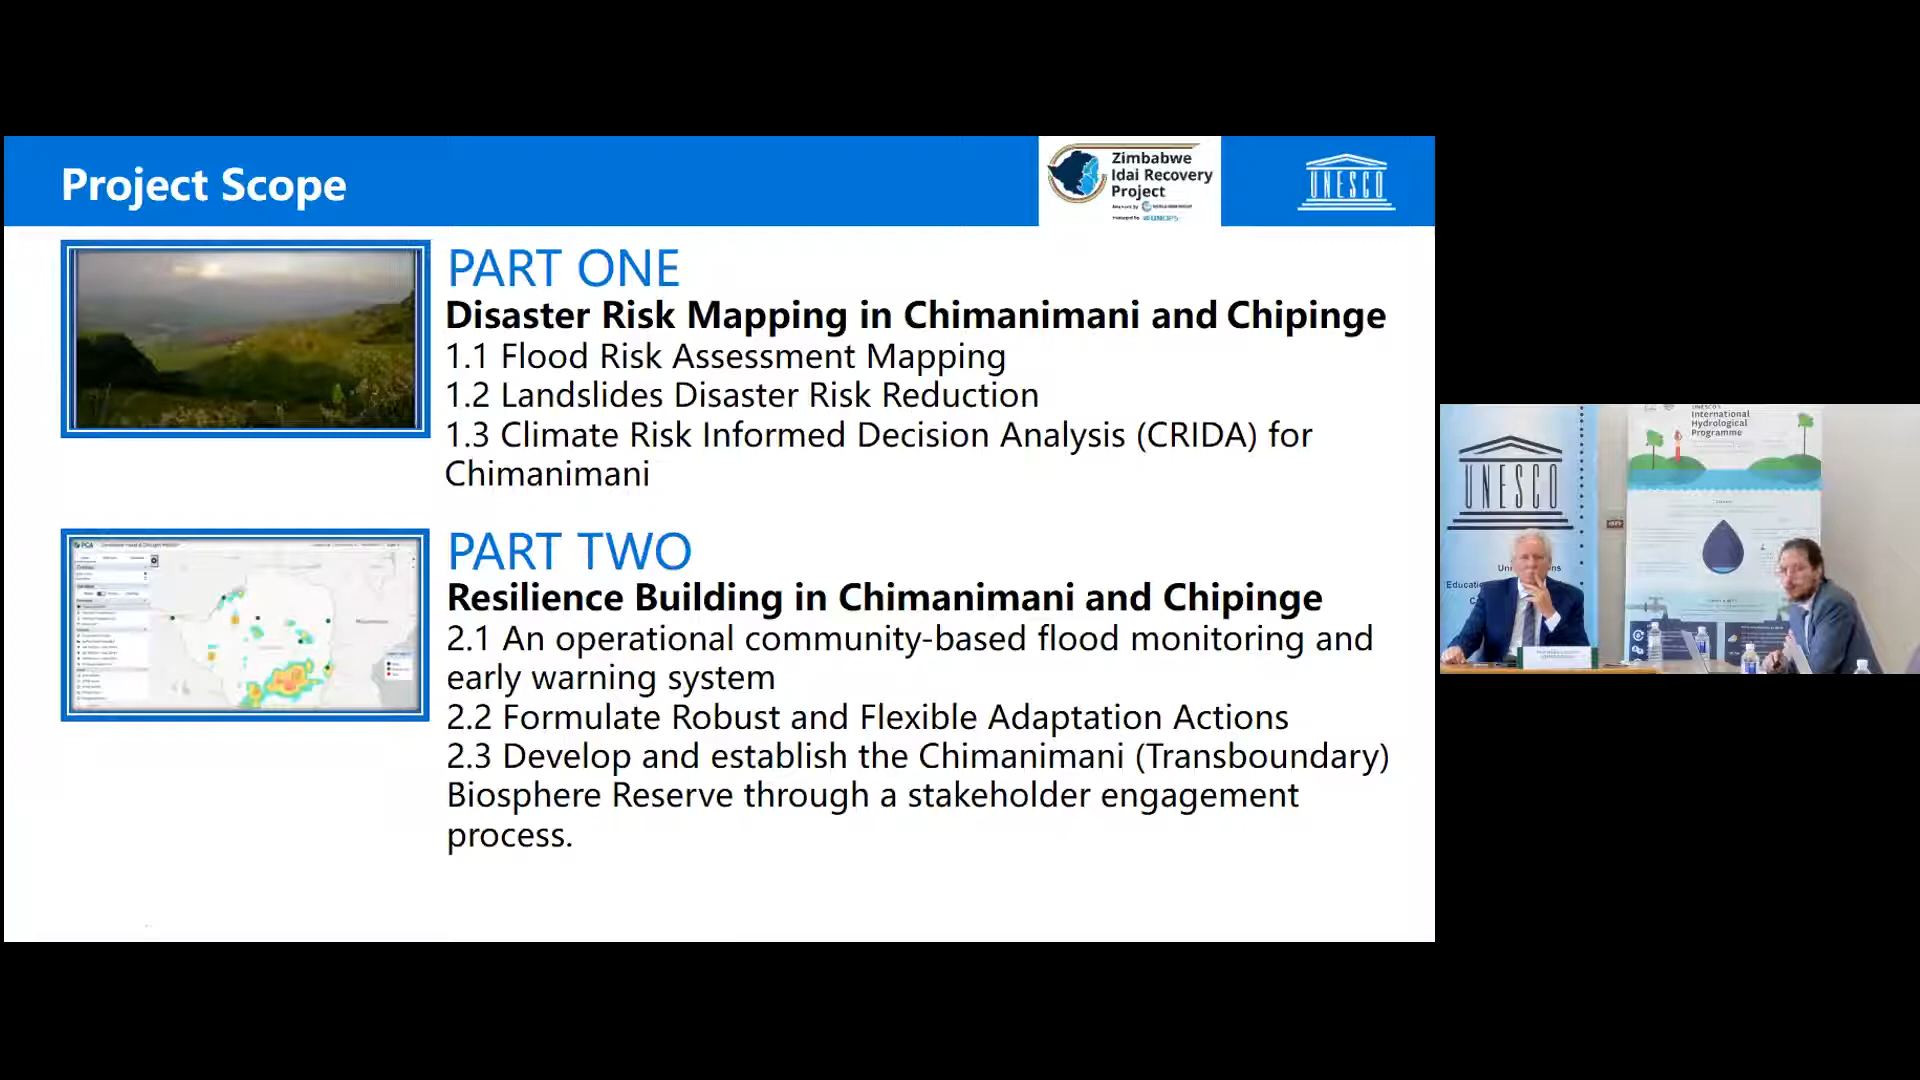 Project Scope
Zimbabwe
Idai Recovery
Project
UNESCO
PART ONE
Disaster Risk Mapping in Chimanimani and Chipinge
1.1 Flood Risk Assessment Mapping
1.2 Landslides Disaster Risk Reduction
1.3 Climate Risk Informed Decision Analysis (CRIDA) for
Chimanimani
PART TWO
Resilience Building in Chimanimani and Chipinge
2.1 An operational community-based flood monitoring and
early warning system
2.2 Formulate Robust and Flexible Adaptation Actions
2.3 Develop and establish the Chimanimani (Transboundary)
Biosphere Reserve through a stakeholder engagement
process.
UNESCO
International
Hydrological
Programme